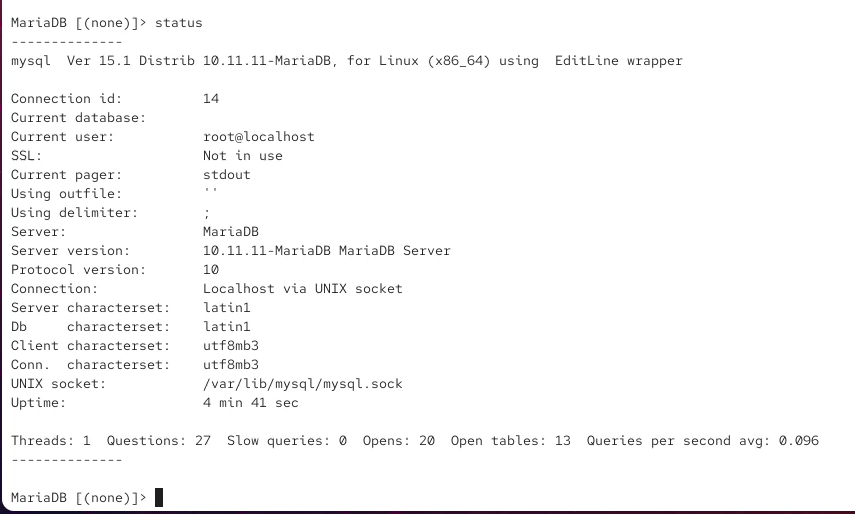 MariaDB [(none)]> status
--------------
mysql  Ver 15.1 Distrib 10.11.11-MariaDB, for Linux (x86_64) using  EditLine wrapper

Connection id:          14
Current database:
Current user:           root@localhost
SSL:                    Not in use
Current pager:          stdout
Using outfile:          ''
Using delimiter:        ;
Server:                 MariaDB
Server version:         10.11.11-MariaDB MariaDB Server
Protocol version:       10
Connection:             Localhost via UNIX socket
Server characterset:    latin1
Db     characterset:    latin1
Client characterset:    utf8mb3
Conn.  characterset:    utf8mb3
UNIX socket:            /var/lib/mysql/mysql.sock
Uptime:                 4 min 41 sec

Threads: 1  Questions: 27  Slow queries: 0  Opens: 20  Open tables: 13  Queries per second avg: 0.096
--------------

MariaDB [(none)]>